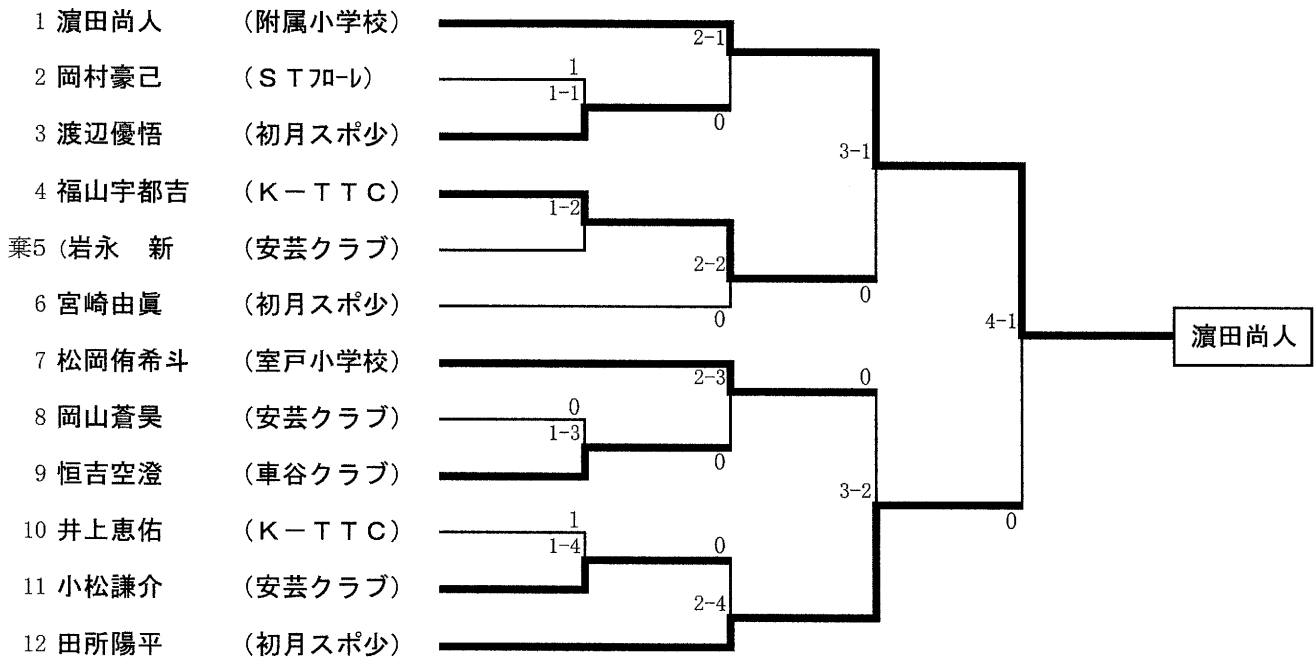 1 濵田尚人 (附属小学校)
2-1
2 岡村豪己 (STフローレ)
1
1-1
3 渡辺優悟 (初月スポ少)
0
3-1
4 福山宇都吉 (K-TTC)
1-2
棄5 (岩永 新 (安芸クラブ)
2-2
6 宮崎由眞 (初月スポ少)
0
0
4-1
濵田尚人
7 松岡侑希斗 (室戸小学校)
2-3
0
8 岡山蒼昊 (安芸クラブ)
0
1-3
9 恒吉空澄 (車谷クラブ)
0
3-2
0
10 井上恵佑 (K-TTC)
1
1-4
0
11 小松謙介 (安芸クラブ)
2-4
12 田所陽平 (初月スポ少)